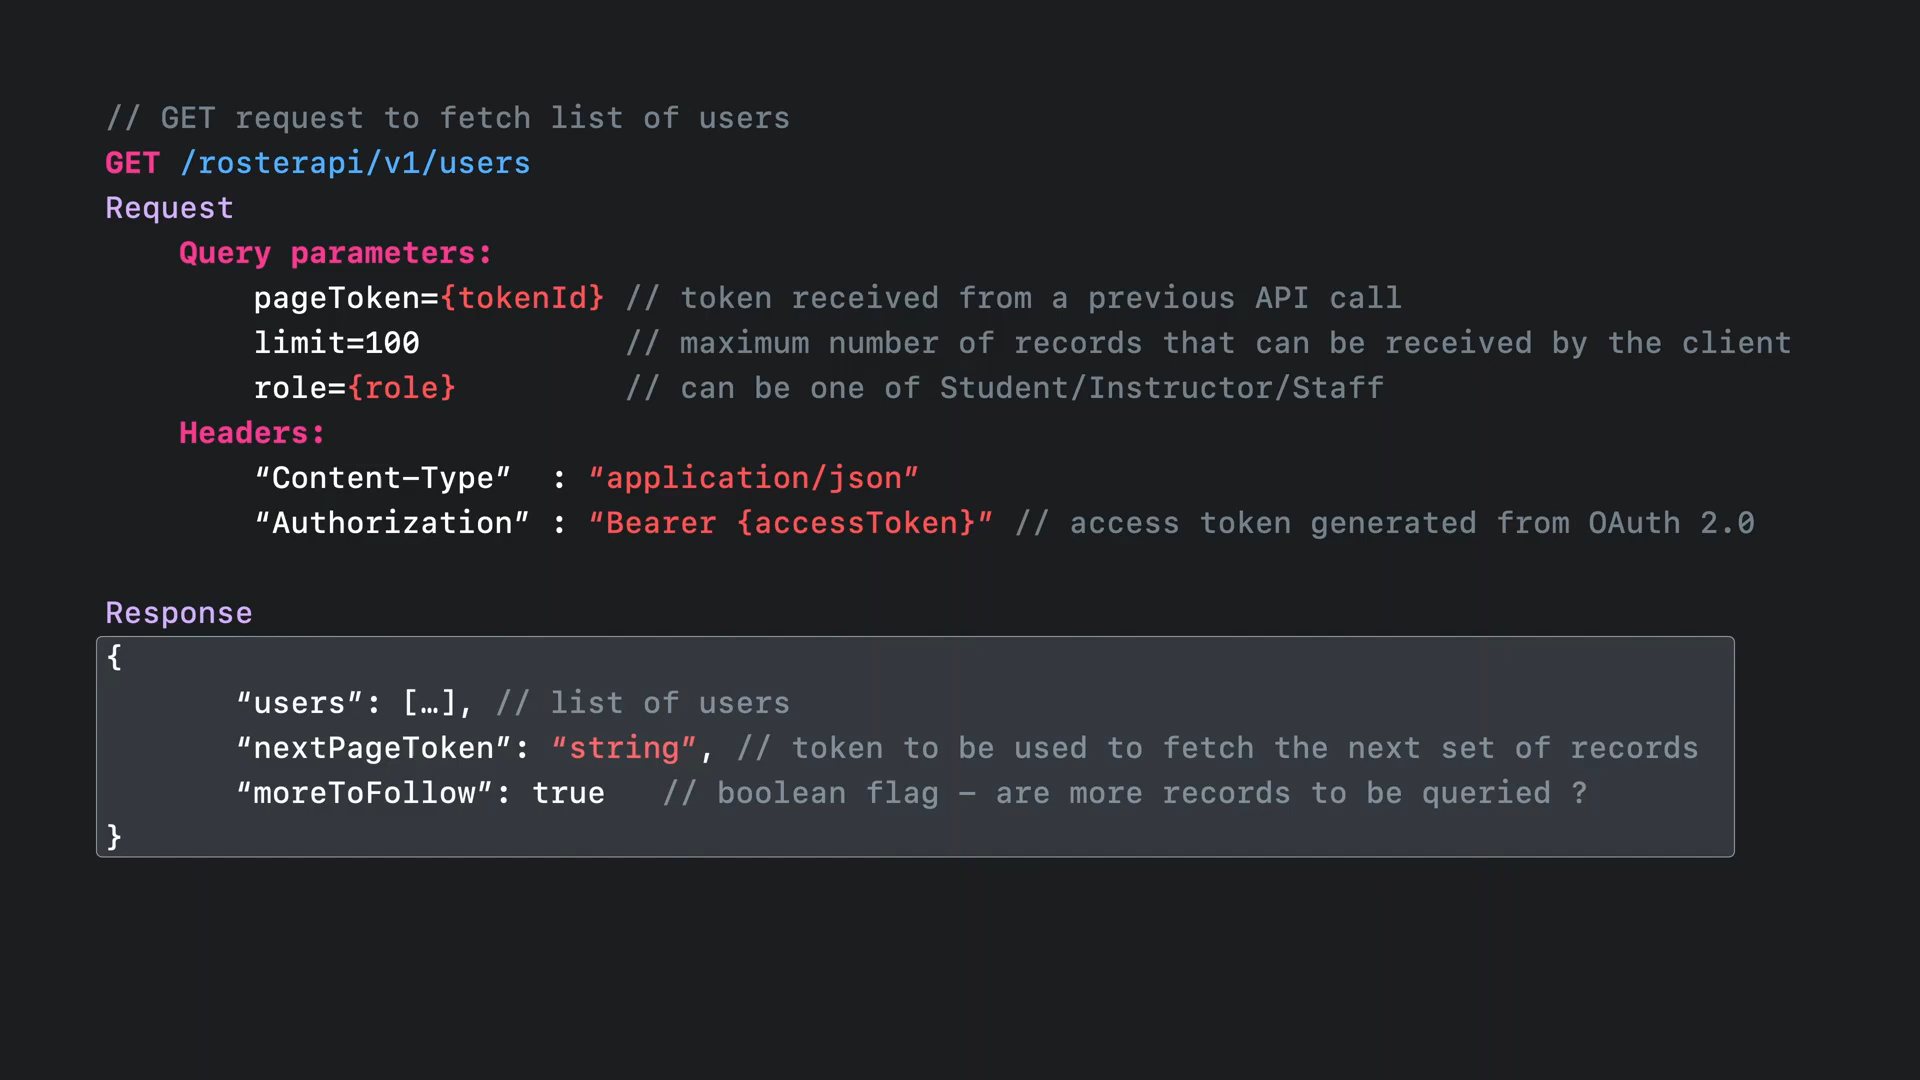 // GET request to fetch list of users
GET /rosterapi/v1/users
Request
Query parameters:
pageToken={tokenId} // token received from a previous API call
limit=100 // maximum number of records that can be received by the client
role={role} // can be one of Student/Instructor/Staff
Headers:
“Content-Type” : “application/json”
“Authorization” : “Bearer {accessToken}” // access token generated from OAuth 2.0
Response
{
“users”: […], // list of users
“nextPageToken”: “string”, // token to be used to fetch the next set of records
“moreToFollow”: true // boolean flag – are more records to be queried ?
}